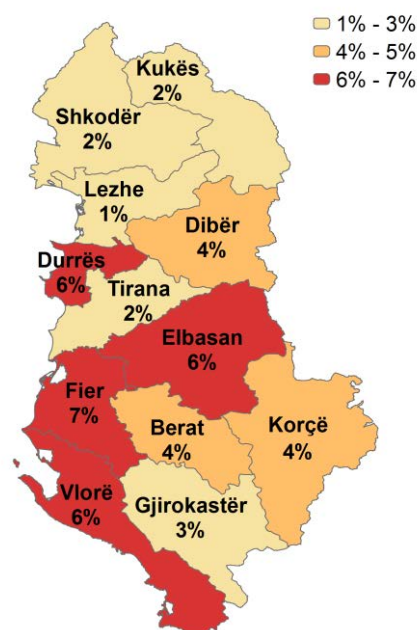 1% - 3%
4% - 5%
6% - 7%
Kukës
2%
Shkodër
2%
Lezhe
1%
Dibër
4%
Durrës
6%
Tirana
2%
Elbasan
6%
Fier
7%
Berat
4%
Korçë
4%
Vlorë
6%
Gjirokastër
3%